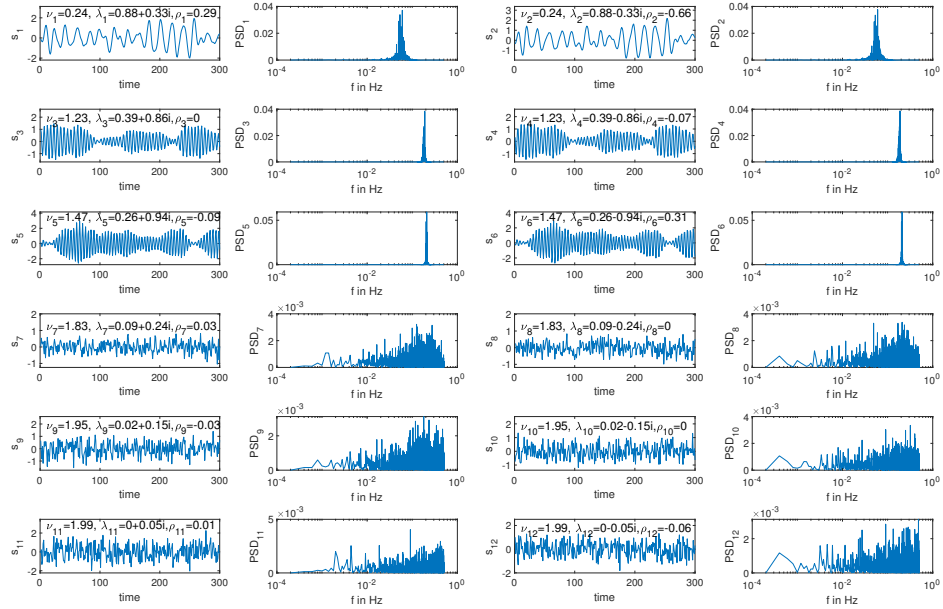 ν1=0.24, λ1=0.88+0.33i,ρ1=0.29
s1
2
0
-2
0 100 200 300
time
PSD1
0.04
0.02
0
10^-4 10^-2 10^0
f in Hz
ν2=0.24, λ2=0.88-0.33i,ρ2=-0.66
s2
2
0
-2
0 100 200 300
time
PSD2
0.04
0.02
0
10^-4 10^-2 10^0
f in Hz
ν3=1.23, λ3=0.39+0.86i,ρ3=0
s3
2
1
0
-1
0 100 200 300
time
PSD3
0.04
0.02
0
10^-4 10^-2 10^0
f in Hz
ν4=1.23, λ4=0.39-0.86i,ρ4=-0.07
s4
2
1
0
-1
0 100 200 300
time
PSD4
0.04
0.02
0
10^-4 10^-2 10^0
f in Hz
ν5=1.47, λ5=0.26+0.94i,ρ5=-0.09
s5
4
2
0
-2
0 100 200 300
time
PSD5
0.05
0
10^-4 10^-2 10^0
f in Hz
ν6=1.47, λ6=0.26-0.94i,ρ6=0.31
s6
4
2
0
-2
0 100 200 300
time
PSD6
0.05
0
10^-4 10^-2 10^0
f in Hz
ν7=1.83, λ7=0.09+0.24i,ρ7=0.03
s7
2
1
0
-1
0 100 200 300
time
×10^-3
PSD7
4
2
0
10^-4 10^-2 10^0
f in Hz
ν8=1.83, λ8=0.09-0.24i,ρ8=0
s8
2
1
0
-1
0 100 200 300
time
×10^-3
PSD8
4
2
0
10^-4 10^-2 10^0
f in Hz
ν9=1.95, λ9=0.02+0.15i,ρ9=-0.03
s9
2
1
0
-1
0 100 200 300
time
×10^-3
PSD9
3
2
1
0
10^-4 10^-2 10^0
f in Hz
ν10=1.95, λ10=0.02-0.15i,ρ10=0
s10
2
1
0
-1
0 100 200 300
time
×10^-3
PSD10
4
2
0
10^-4 10^-2 10^0
f in Hz
ν11=1.99, λ11=0+0.05i,ρ11=0.01
s11
2
1
0
-1
0 100 200 300
time
×10^-3
PSD11
5
0
10^-4 10^-2 10^0
f in Hz
ν12=1.99, λ12=0-0.05i,ρ12=-0.06
s12
2
1
0
-1
0 100 200 300
time
×10^-3
PSD12
3
2
1
0
10^-4 10^-2 10^0
f in Hz